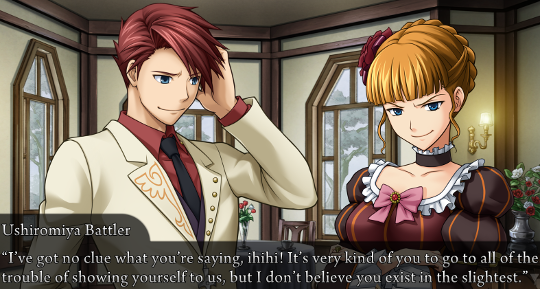 Ushiromiya Battler
“I’ve got no clue what you’re saying, ihihi! It’s very kind of you to go to all of the
trouble of showing yourself to us, but I don’t believe you exist in the slightest.”